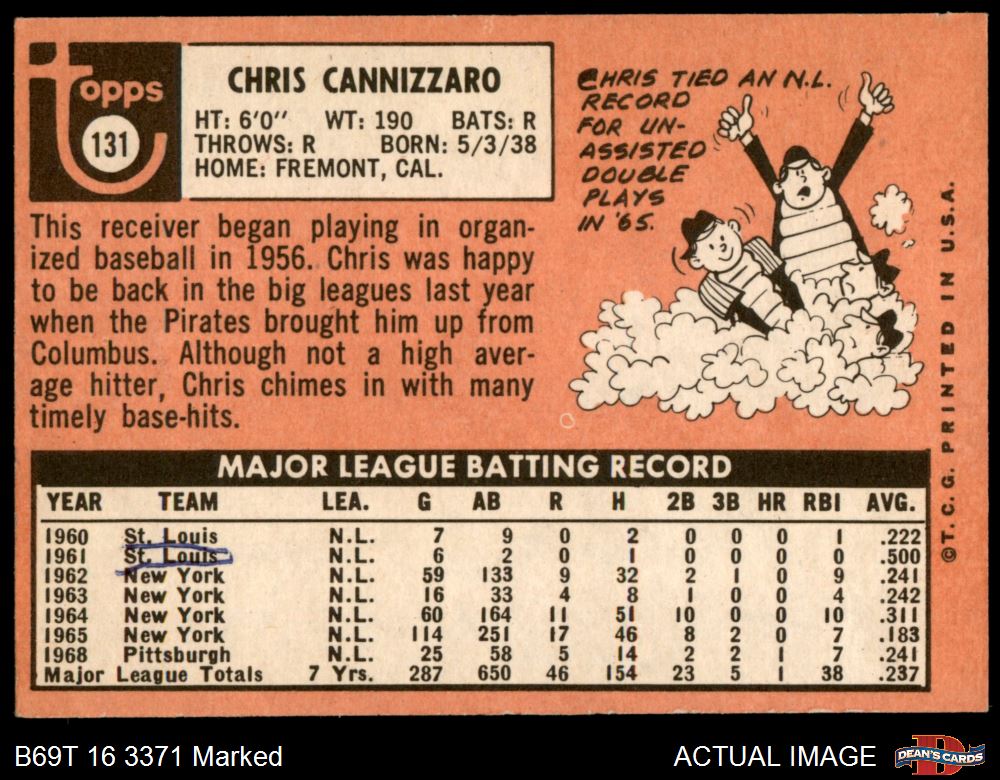 topps
131
CHRIS CANNIZZARO
HT: 6'0" WT: 190 BATS: R
THROWS: R BORN: 5/3/38
HOME: FREMONT, CAL.
CHRIS TIED AN N.L.
RECORD
FOR UN-
ASSISTED
DOUBLE
PLAYS
IN '65.
This receiver began playing in organ-
ized baseball in 1956. Chris was happy
to be back in the big leagues last year
when the Pirates brought him up from
Columbus. Although not a high aver-
age hitter, Chris chimes in with many
timely base-hits.
©T.C.G. PRINTED IN U.S.A.
MAJOR LEAGUE BATTING RECORD
YEAR TEAM LEA. G AB R H 2B 3B HR RBI AVG.
1960 St. Louis N.L. 7 9 0 2 0 0 0 1 .222
1961 St. Louis N.L. 6 2 0 1 0 0 0 0 .500
1962 New York N.L. 59 133 9 32 2 1 0 9 .241
1963 New York N.L. 16 33 4 8 1 0 0 4 .242
1964 New York N.L. 60 164 11 51 10 0 0 10 .311
1965 New York N.L. 114 251 17 46 8 2 0 7 .183
1968 Pittsburgh N.L. 25 58 5 14 2 2 1 7 .241
Major League Totals 7 Yrs. 287 650 46 154 23 5 1 38 .237
B69T 16 3371 Marked
ACTUAL IMAGE
DEAN'S CARDS